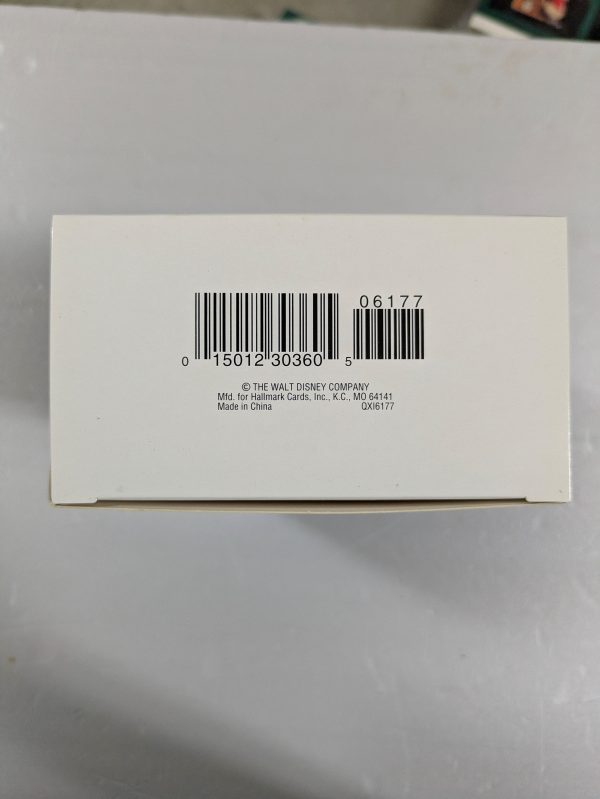 06177
0 15012 30360 5
© THE WALT DISNEY COMPANY
Mfd. for Hallmark Cards, Inc., K.C., MO 64141
Made in China QXI6177